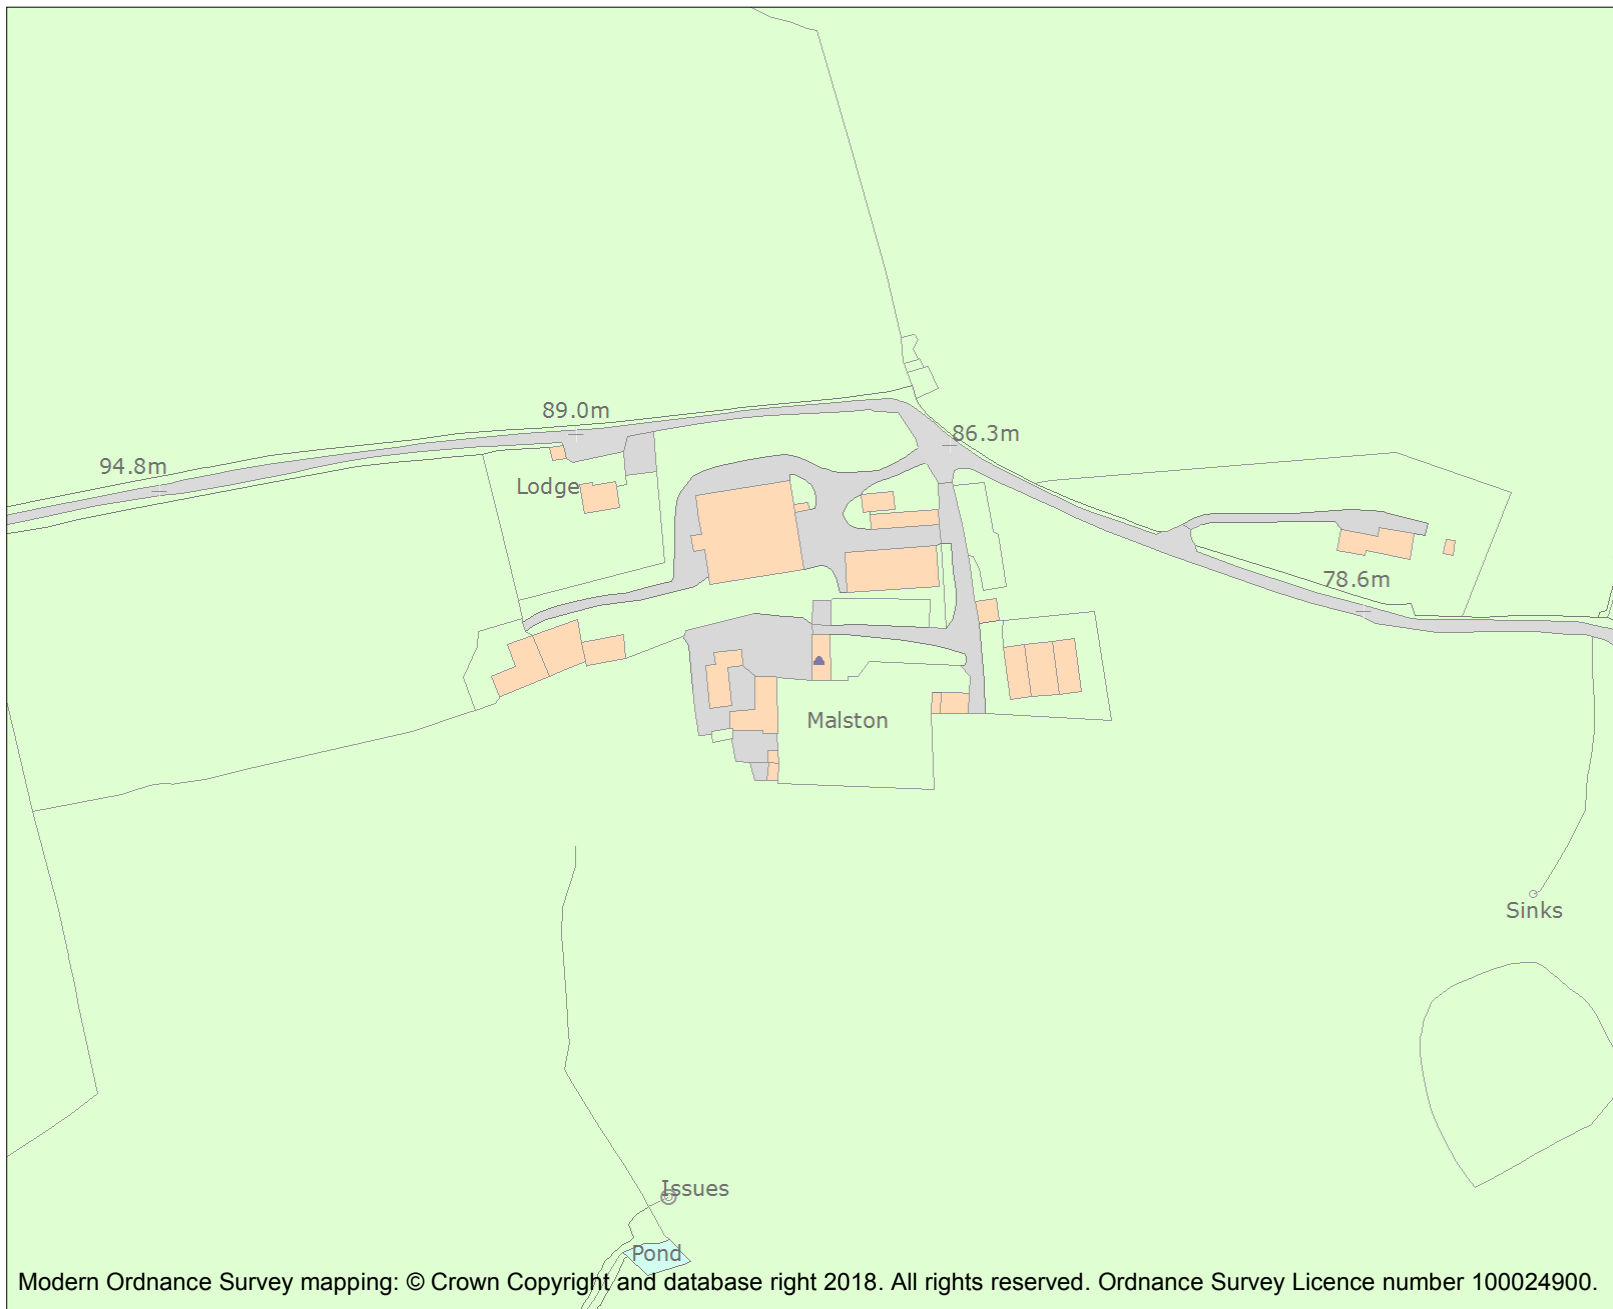 89.0m
86.3m
94.8m
Lodge
78.6m
Malston
Sinks
Issues
Pond
Modern Ordnance Survey mapping: © Crown Copyright and database right 2018. All rights reserved. Ordnance Survey Licence number 100024900.